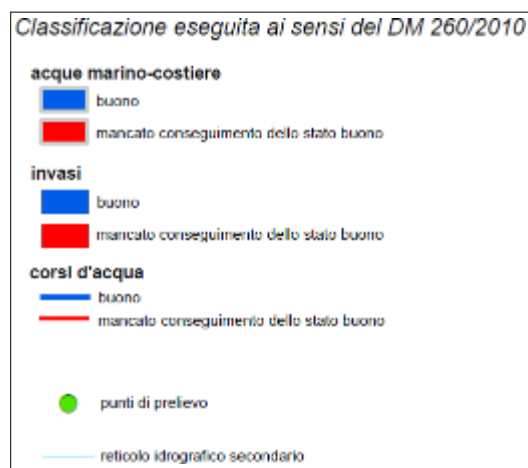 Classificazione eseguita ai sensi del DM 260/2010
acque marino-costiere
buono
mancato conseguimento dello stato buono
invasi
buono
mancato conseguimento dello stato buono
corsi d'acqua
buono
mancato conseguimento dello stato buono
punti di prelievo
reticolo idrografico secondario